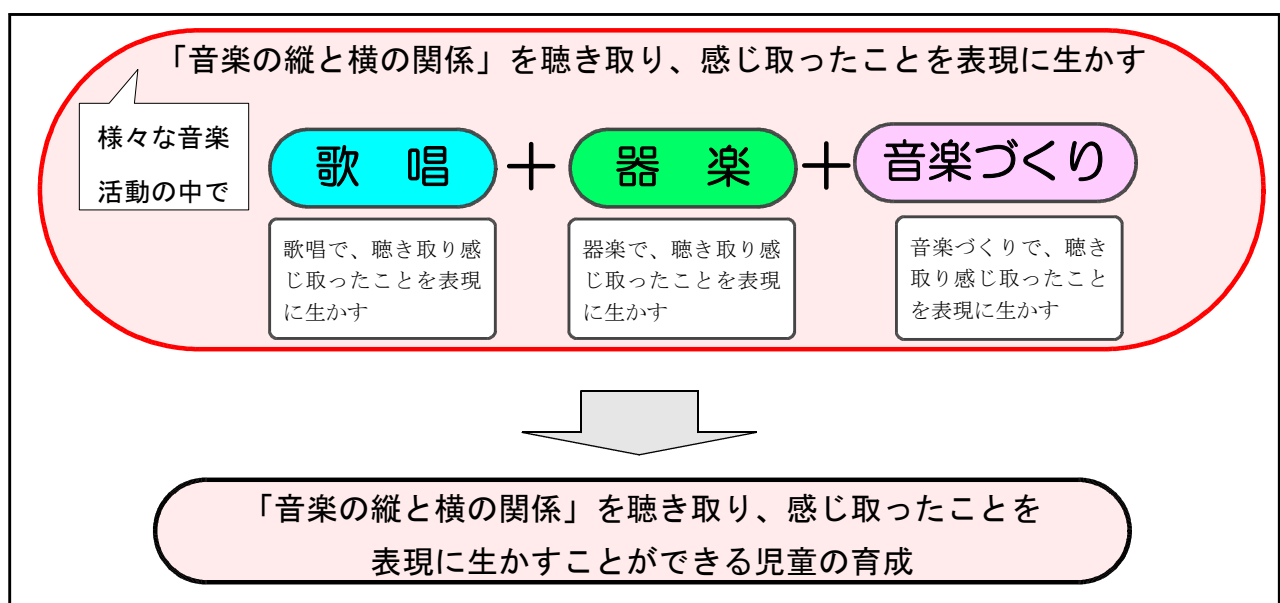 「音楽の縦と横の関係」を聴き取り、感じ取ったことを表現に生かす
様々な音楽
活動の中で
歌 唱 + 器 楽 + 音楽づくり
歌唱で、聴き取り感
じ取ったことを表現
に生かす
器楽で、聴き取り感
じ取ったことを表現
に生かす
音楽づくりで、聴き
取り感じ取ったこと
を表現に生かす
「音楽の縦と横の関係」を聴き取り、感じ取ったことを
表現に生かすことができる児童の育成